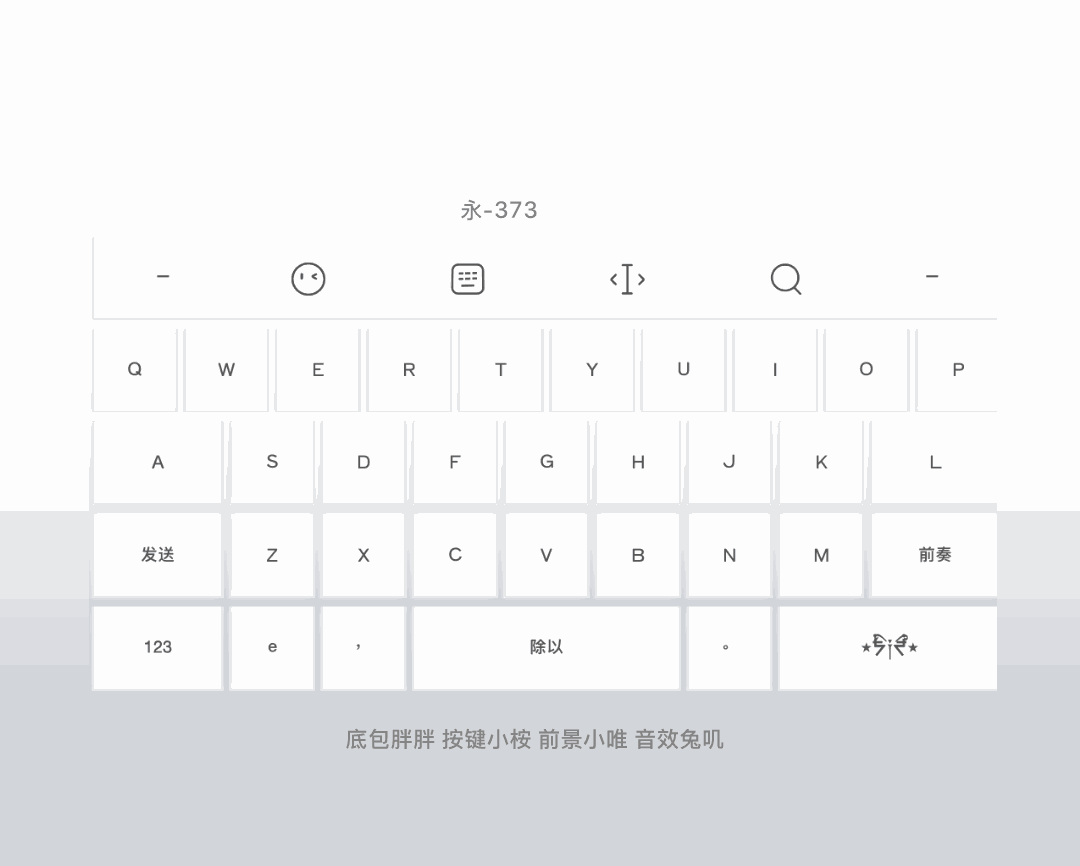 永-373
Q W E R T Y U I O P
A S D F G H J K L
发送 Z X C V B N M 前奏
123 e ， 除以 。
底包胖胖 按键小桉 前景小唯 音效兔叽